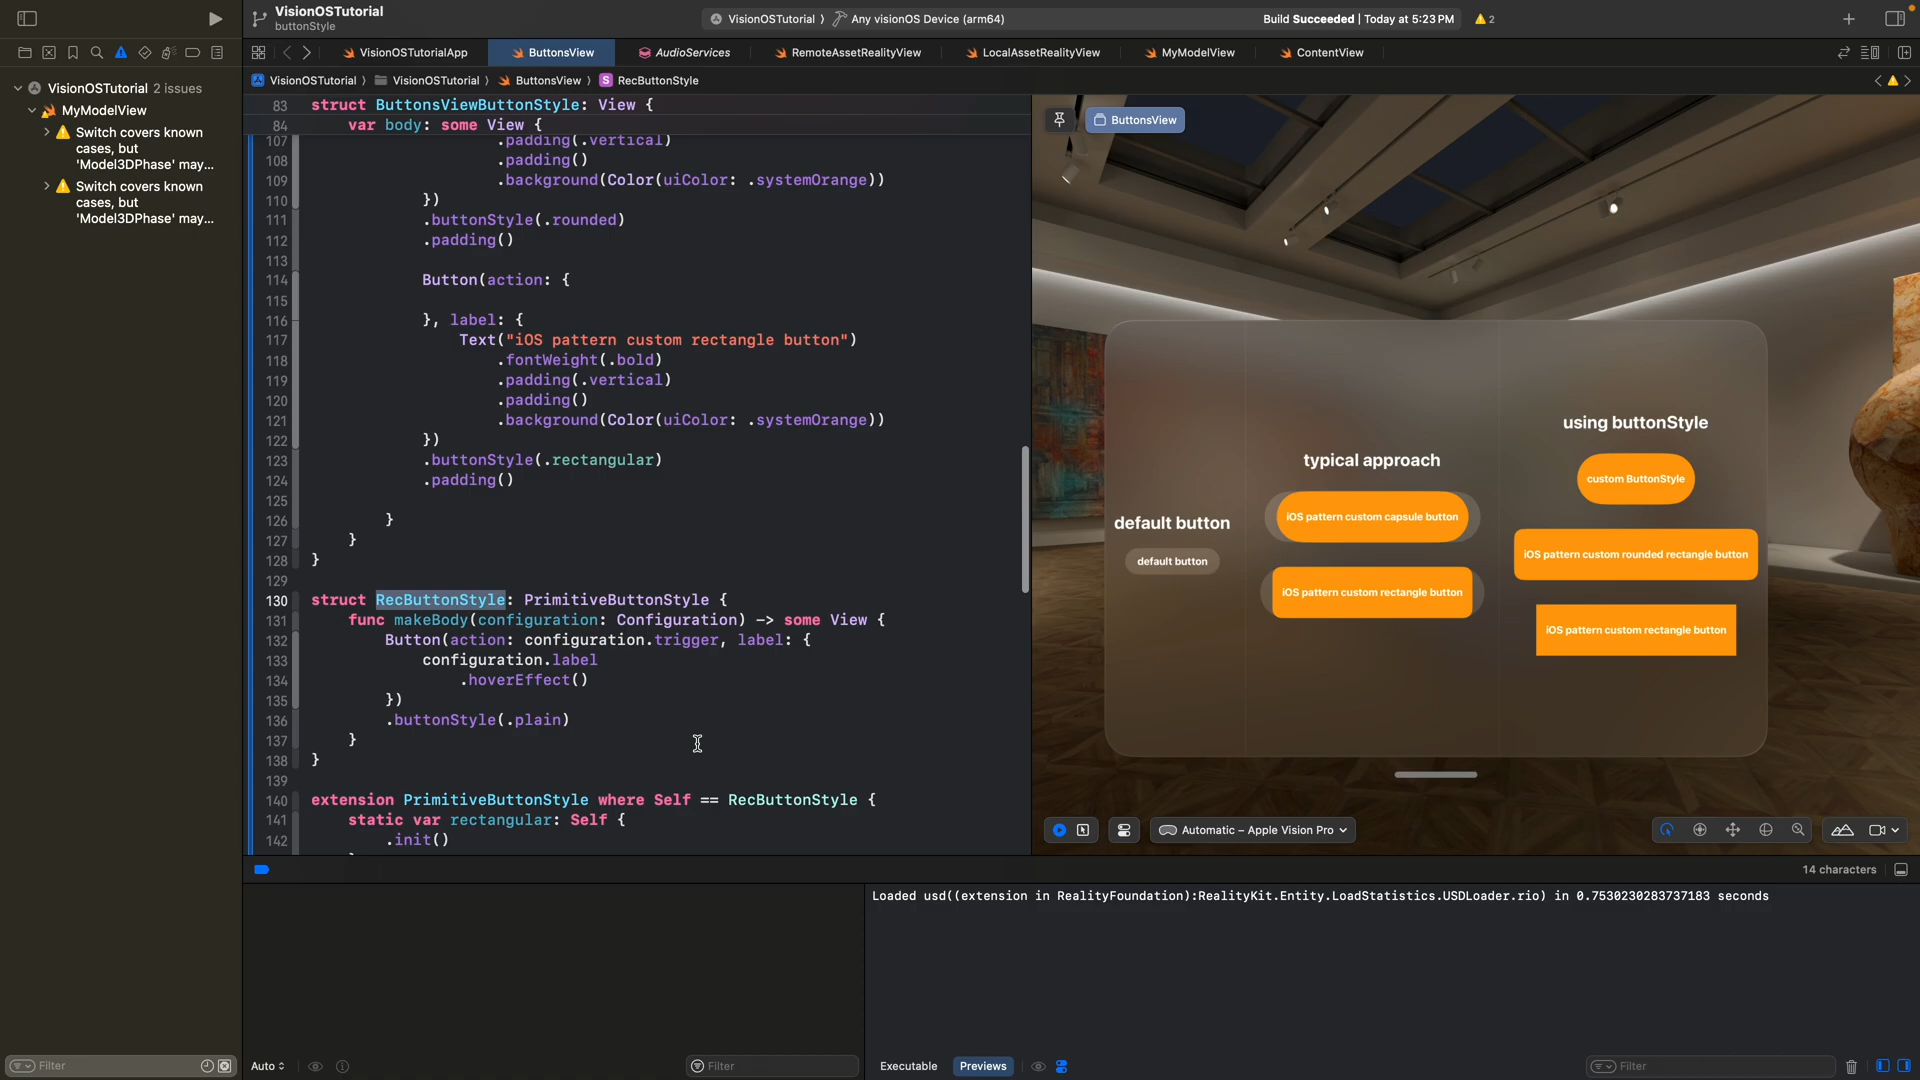 VisionOSTutorial
buttonStyle
VisionOSTutorial 〉 Any visionOS Device (arm64)
Build Succeeded | Today at 5:23 PM
2
VisionOSTutorialApp
ButtonsView
AudioServices
RemoteAssetRealityView
LocalAssetRealityView
MyModelView
ContentView
VisionOSTutorial 〉 VisionOSTutorial 〉 ButtonsView 〉 S RecButtonStyle
VisionOSTutorial 2 issues
MyModelView
Switch covers known
cases, but
'Model3DPhase' may...
Switch covers known
cases, but
'Model3DPhase' may...
83 struct ButtonsViewButtonStyle: View {
84 var body: some View {
107 .padding(.vertical)
108 .padding()
109 .background(Color(uiColor: .systemOrange))
110 })
111 .buttonStyle(.rounded)
112 .padding()
113
114 Button(action: {
115
116 }, label: {
117 Text("iOS pattern custom rectangle button")
118 .fontWeight(.bold)
119 .padding(.vertical)
120 .padding()
121 .background(Color(uiColor: .systemOrange))
122 })
123 .buttonStyle(.rectangular)
124 .padding()
125
126 }
127 }
128 }
129
130 struct RecButtonStyle: PrimitiveButtonStyle {
131 func makeBody(configuration: Configuration) -> some View {
132 Button(action: configuration.trigger, label: {
133 configuration.label
134 .hoverEffect()
135 })
136 .buttonStyle(.plain)
137 }
138 }
139
140 extension PrimitiveButtonStyle where Self == RecButtonStyle {
141 static var rectangular: Self {
142 .init()
ButtonsView
default button
default button
typical approach
iOS pattern custom capsule button
iOS pattern custom rectangle button
using buttonStyle
custom ButtonStyle
iOS pattern custom rounded rectangle button
iOS pattern custom rectangle button
Automatic – Apple Vision Pro
14 characters
Loaded usd((extension in RealityFoundation):RealityKit.Entity.LoadStatistics.USDLoader.rio) in 0.7530230283737183 seconds
Filter
Auto
Filter
Executable
Previews
Filter